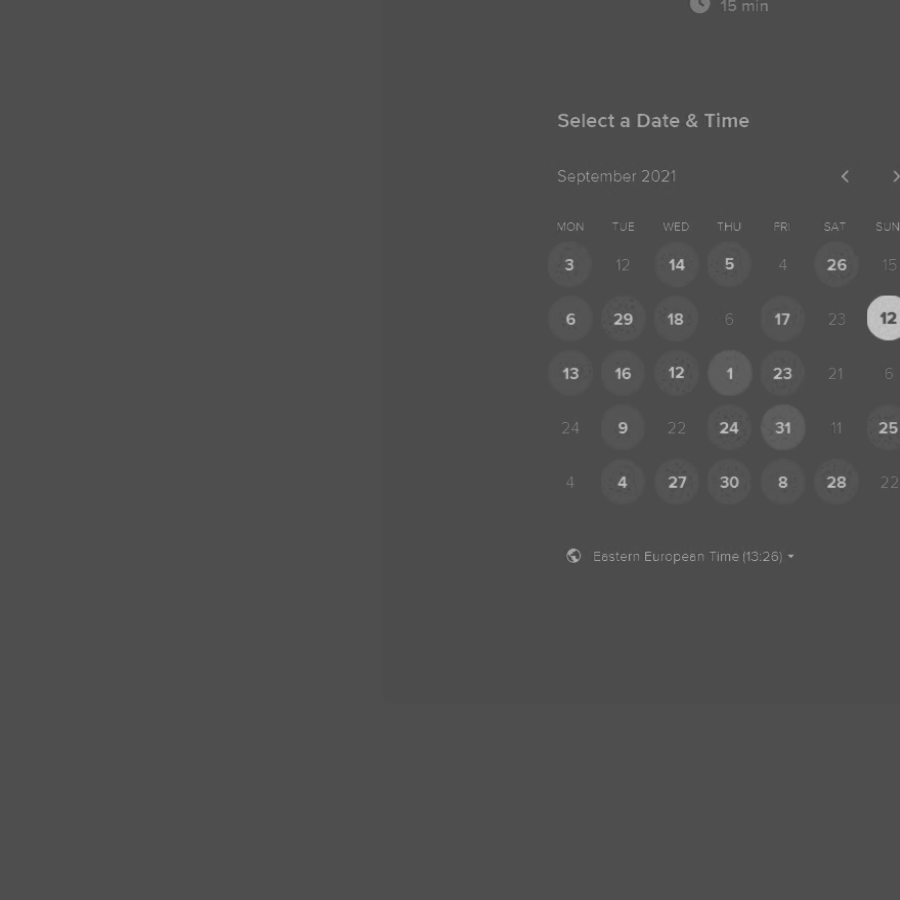 15 min
Select a Date & Time
September 2021
MON TUE WED THU FRI SAT SUN
3 12 14 5 4 26 15
6 29 18 6 17 23 12
13 16 12 1 23 21 6
24 9 22 24 31 11 25
4 4 27 30 8 28 22
Eastern European Time (13:26)